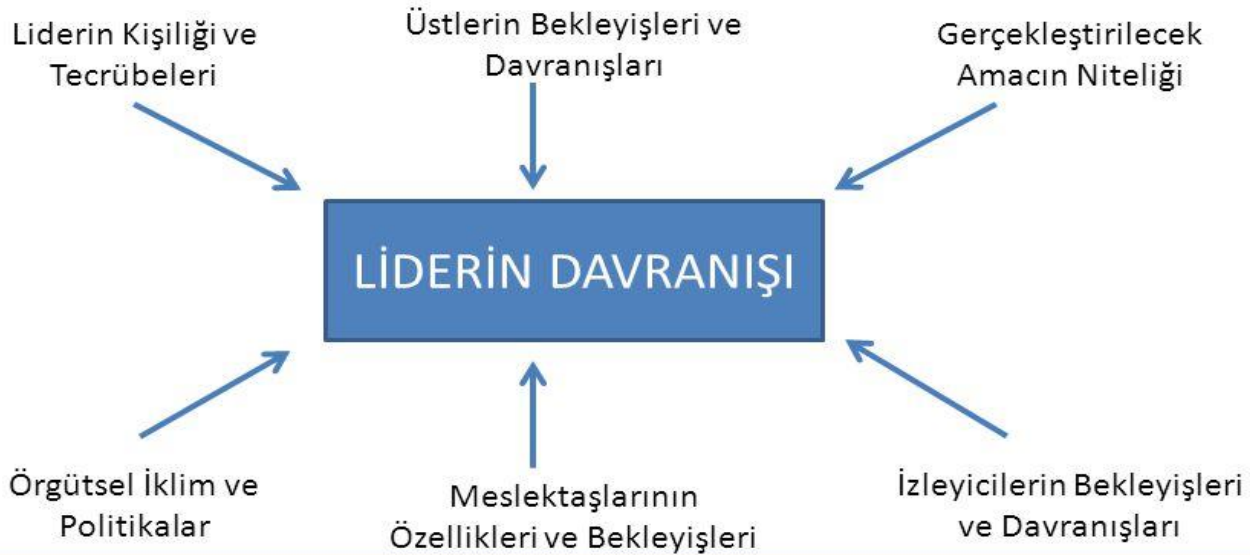 Liderin Kişiliği ve
Tecrübeleri
Üstlerin Bekleyişleri ve
Davranışları
Gerçekleştirilecek
Amacın Niteliği
LİDERİN DAVRANIŞI
Örgütsel İklim ve
Politikalar
Meslektaşlarının
Özellikleri ve Bekleyişleri
İzleyicilerin Bekleyişleri
ve Davranışları